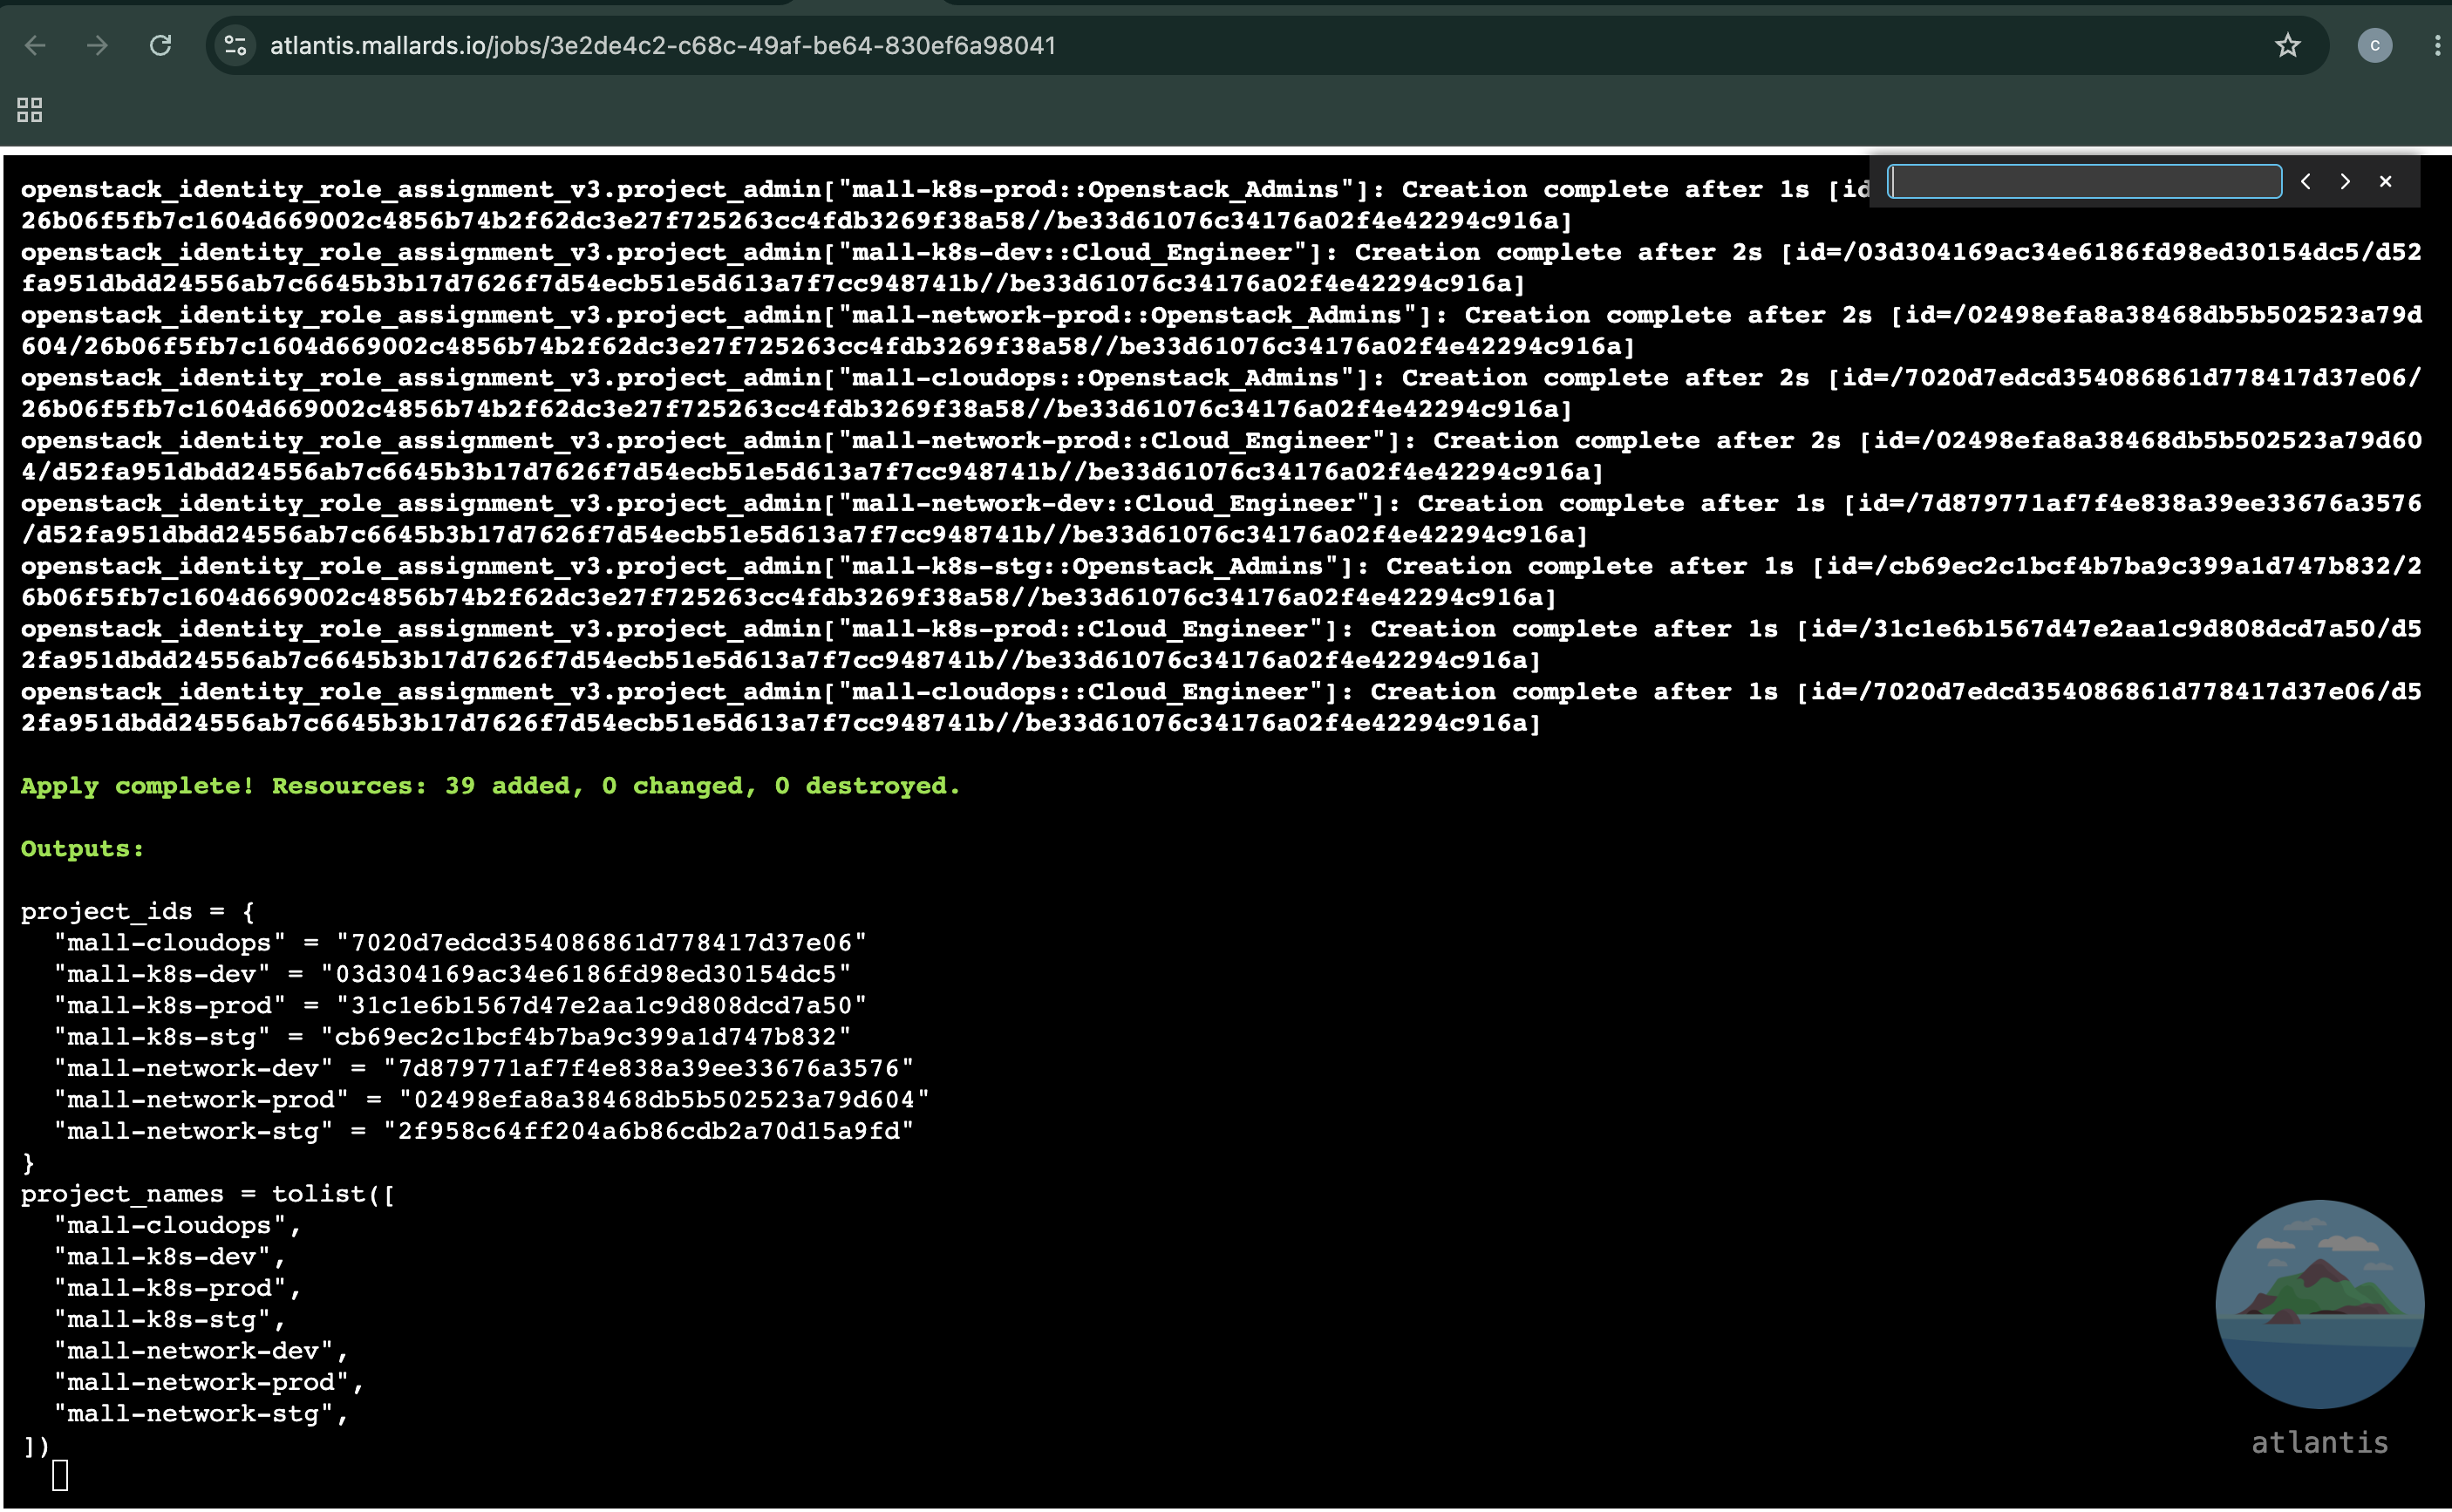 atlantis.mallards.io/jobs/3e2de4c2-c68c-49af-be64-830ef6a98041
C
openstack_identity_role_assignment_v3.project_admin["mall-k8s-prod::Openstack_Admins"]: Creation complete after 1s [id
26b06f5fb7c1604d669002c4856b74b2f62dc3e27f725263cc4fdb3269f38a58//be33d61076c34176a02f4e42294c916a]
openstack_identity_role_assignment_v3.project_admin["mall-k8s-dev::Cloud_Engineer"]: Creation complete after 2s [id=/03d304169ac34e6186fd98ed30154dc5/d52
fa951dbdd24556ab7c6645b3b17d7626f7d54ecb51e5d613a7f7cc948741b//be33d61076c34176a02f4e42294c916a]
openstack_identity_role_assignment_v3.project_admin["mall-network-prod::Openstack_Admins"]: Creation complete after 2s [id=/02498efa8a38468db5b502523a79d
604/26b06f5fb7c1604d669002c4856b74b2f62dc3e27f725263cc4fdb3269f38a58//be33d61076c34176a02f4e42294c916a]
openstack_identity_role_assignment_v3.project_admin["mall-cloudops::Openstack_Admins"]: Creation complete after 2s [id=/7020d7edcd354086861d778417d37e06/
26b06f5fb7c1604d669002c4856b74b2f62dc3e27f725263cc4fdb3269f38a58//be33d61076c34176a02f4e42294c916a]
openstack_identity_role_assignment_v3.project_admin["mall-network-prod::Cloud_Engineer"]: Creation complete after 2s [id=/02498efa8a38468db5b502523a79d60
4/d52fa951dbdd24556ab7c6645b3b17d7626f7d54ecb51e5d613a7f7cc948741b//be33d61076c34176a02f4e42294c916a]
openstack_identity_role_assignment_v3.project_admin["mall-network-dev::Cloud_Engineer"]: Creation complete after 1s [id=/7d879771af7f4e838a39ee33676a3576
/d52fa951dbdd24556ab7c6645b3b17d7626f7d54ecb51e5d613a7f7cc948741b//be33d61076c34176a02f4e42294c916a]
openstack_identity_role_assignment_v3.project_admin["mall-k8s-stg::Openstack_Admins"]: Creation complete after 1s [id=/cb69ec2c1bcf4b7ba9c399a1d747b832/2
6b06f5fb7c1604d669002c4856b74b2f62dc3e27f725263cc4fdb3269f38a58//be33d61076c34176a02f4e42294c916a]
openstack_identity_role_assignment_v3.project_admin["mall-k8s-prod::Cloud_Engineer"]: Creation complete after 1s [id=/31c1e6b1567d47e2aa1c9d808dcd7a50/d5
2fa951dbdd24556ab7c6645b3b17d7626f7d54ecb51e5d613a7f7cc948741b//be33d61076c34176a02f4e42294c916a]
openstack_identity_role_assignment_v3.project_admin["mall-cloudops::Cloud_Engineer"]: Creation complete after 1s [id=/7020d7edcd354086861d778417d37e06/d5
2fa951dbdd24556ab7c6645b3b17d7626f7d54ecb51e5d613a7f7cc948741b//be33d61076c34176a02f4e42294c916a]
Apply complete! Resources: 39 added, 0 changed, 0 destroyed.
Outputs:
project_ids = {
"mall-cloudops" = "7020d7edcd354086861d778417d37e06"
"mall-k8s-dev" = "03d304169ac34e6186fd98ed30154dc5"
"mall-k8s-prod" = "31c1e6b1567d47e2aa1c9d808dcd7a50"
"mall-k8s-stg" = "cb69ec2c1bcf4b7ba9c399a1d747b832"
"mall-network-dev" = "7d879771af7f4e838a39ee33676a3576"
"mall-network-prod" = "02498efa8a38468db5b502523a79d604"
"mall-network-stg" = "2f958c64ff204a6b86cdb2a70d15a9fd"
}
project_names = tolist([
"mall-cloudops",
"mall-k8s-dev",
"mall-k8s-prod",
"mall-k8s-stg",
"mall-network-dev",
"mall-network-prod",
"mall-network-stg",
])
atlantis